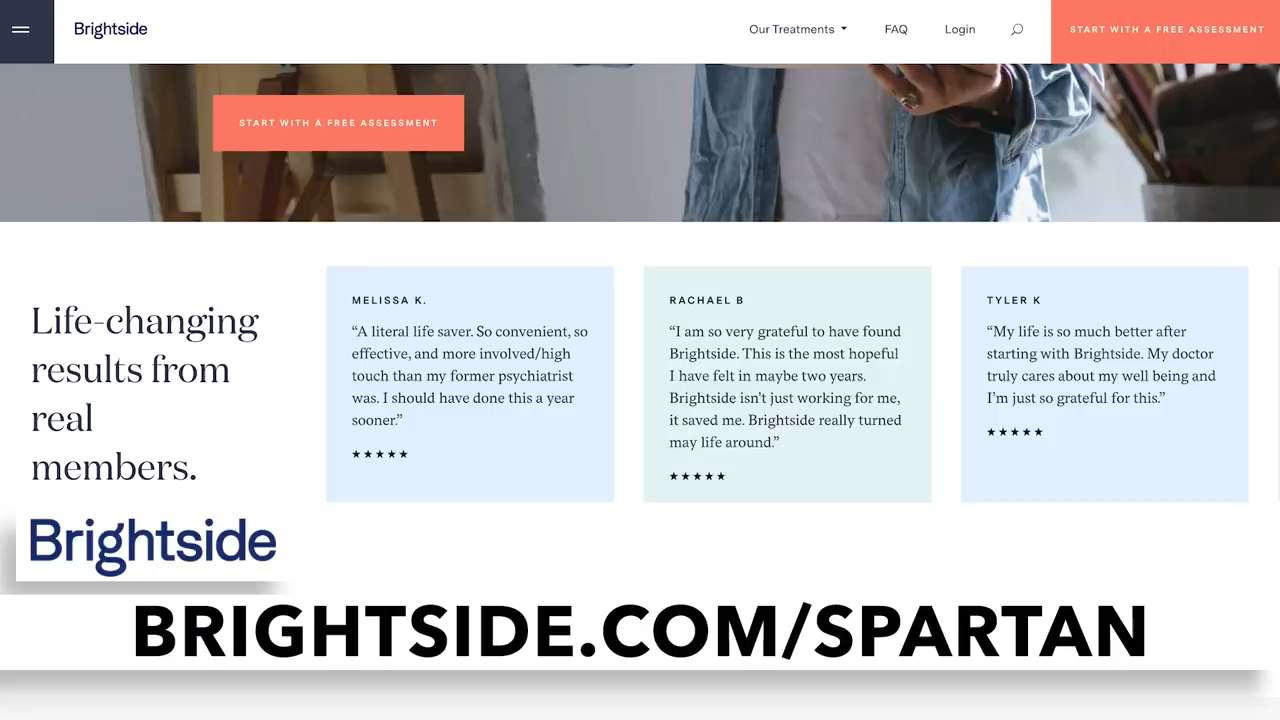 Brightside
Our Treatments
FAQ
Login
START WITH A FREE ASSESSMENT
START WITH A FREE ASSESSMENT
Life-changing
results from
real
members.
MELISSA K.
“A literal life saver. So convenient, so
effective, and more involved/high
touch than my former psychiatrist
was. I should have done this a year
sooner.”
★★★★★
RACHAEL B
“I am so very grateful to have found
Brightside. This is the most hopeful
I have felt in maybe two years.
Brightside isn't just working for me,
it saved me. Brightside really turned
may life around.”
★★★★★
TYLER K
“My life is so much better after
starting with Brightside. My doctor
truly cares about my well being and
I’m just so grateful for this.”
★★★★★
Brightside
BRIGHTSIDE.COM/SPARTAN